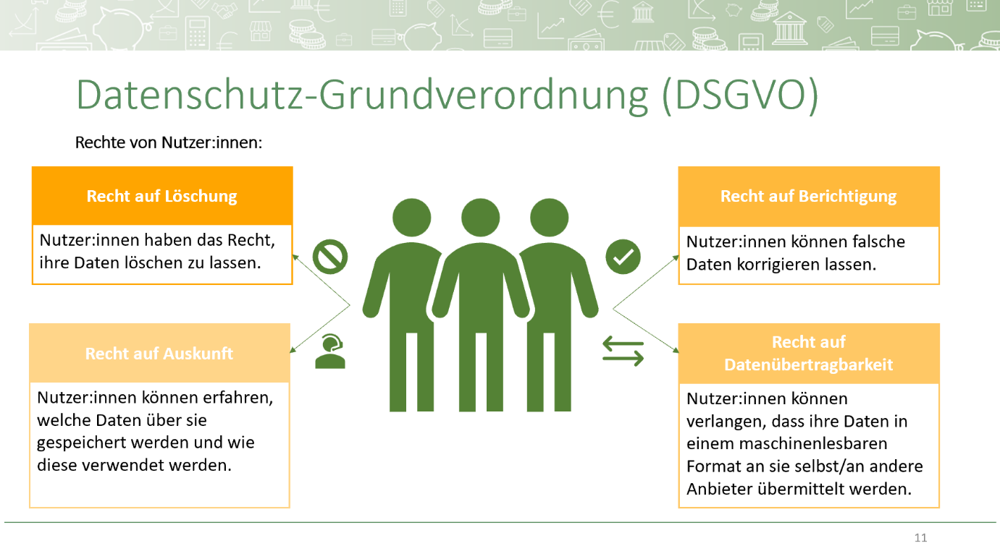 Datenschutz-Grundverordnung (DSGVO)
Rechte von Nutzer:innen:
Recht auf Löschung
Nutzer:innen haben das Recht,
ihre Daten löschen zu lassen.
Recht auf Berichtigung
Nutzer:innen können falsche
Daten korrigieren lassen.
Recht auf Auskunft
Nutzer:innen können erfahren,
welche Daten über sie
gespeichert werden und wie
diese verwendet werden.
Recht auf
Datenübertragbarkeit
Nutzer:innen können
verlangen, dass ihre Daten in
einem maschinenlesbaren
Format an sie selbst/an andere
Anbieter übermittelt werden.
11